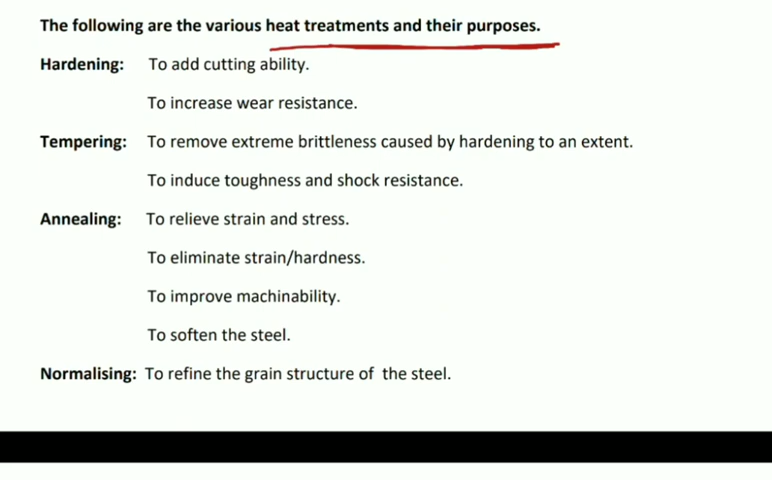 The following are the various heat treatments and their purposes.
Hardening: To add cutting ability.
To increase wear resistance.
Tempering: To remove extreme brittleness caused by hardening to an extent.
To induce toughness and shock resistance.
Annealing: To relieve strain and stress.
To eliminate strain/hardness.
To improve machinability.
To soften the steel.
Normalising: To refine the grain structure of the steel.